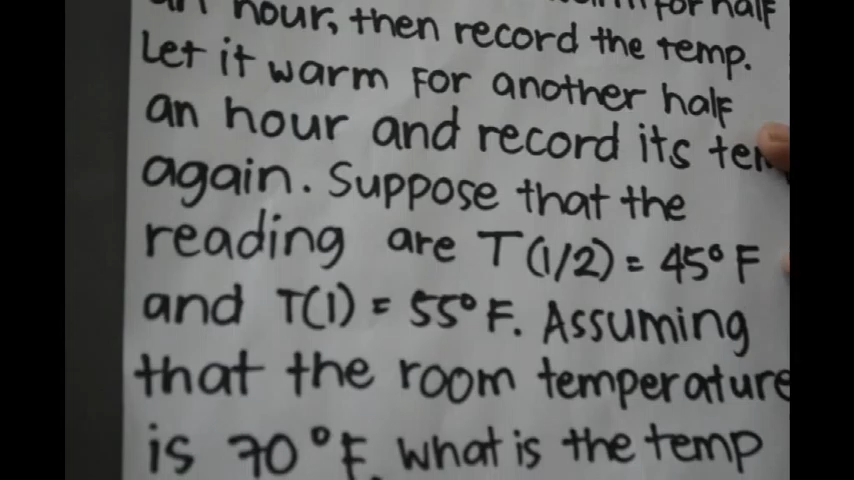 an hour, then record the temp.
Let it warm for another half
an hour and record its tem
again. Suppose that the
reading are T(1/2) = 45° F
and T(1) = 55° F. Assuming
that the room temperature
is 70° F. What is the temp